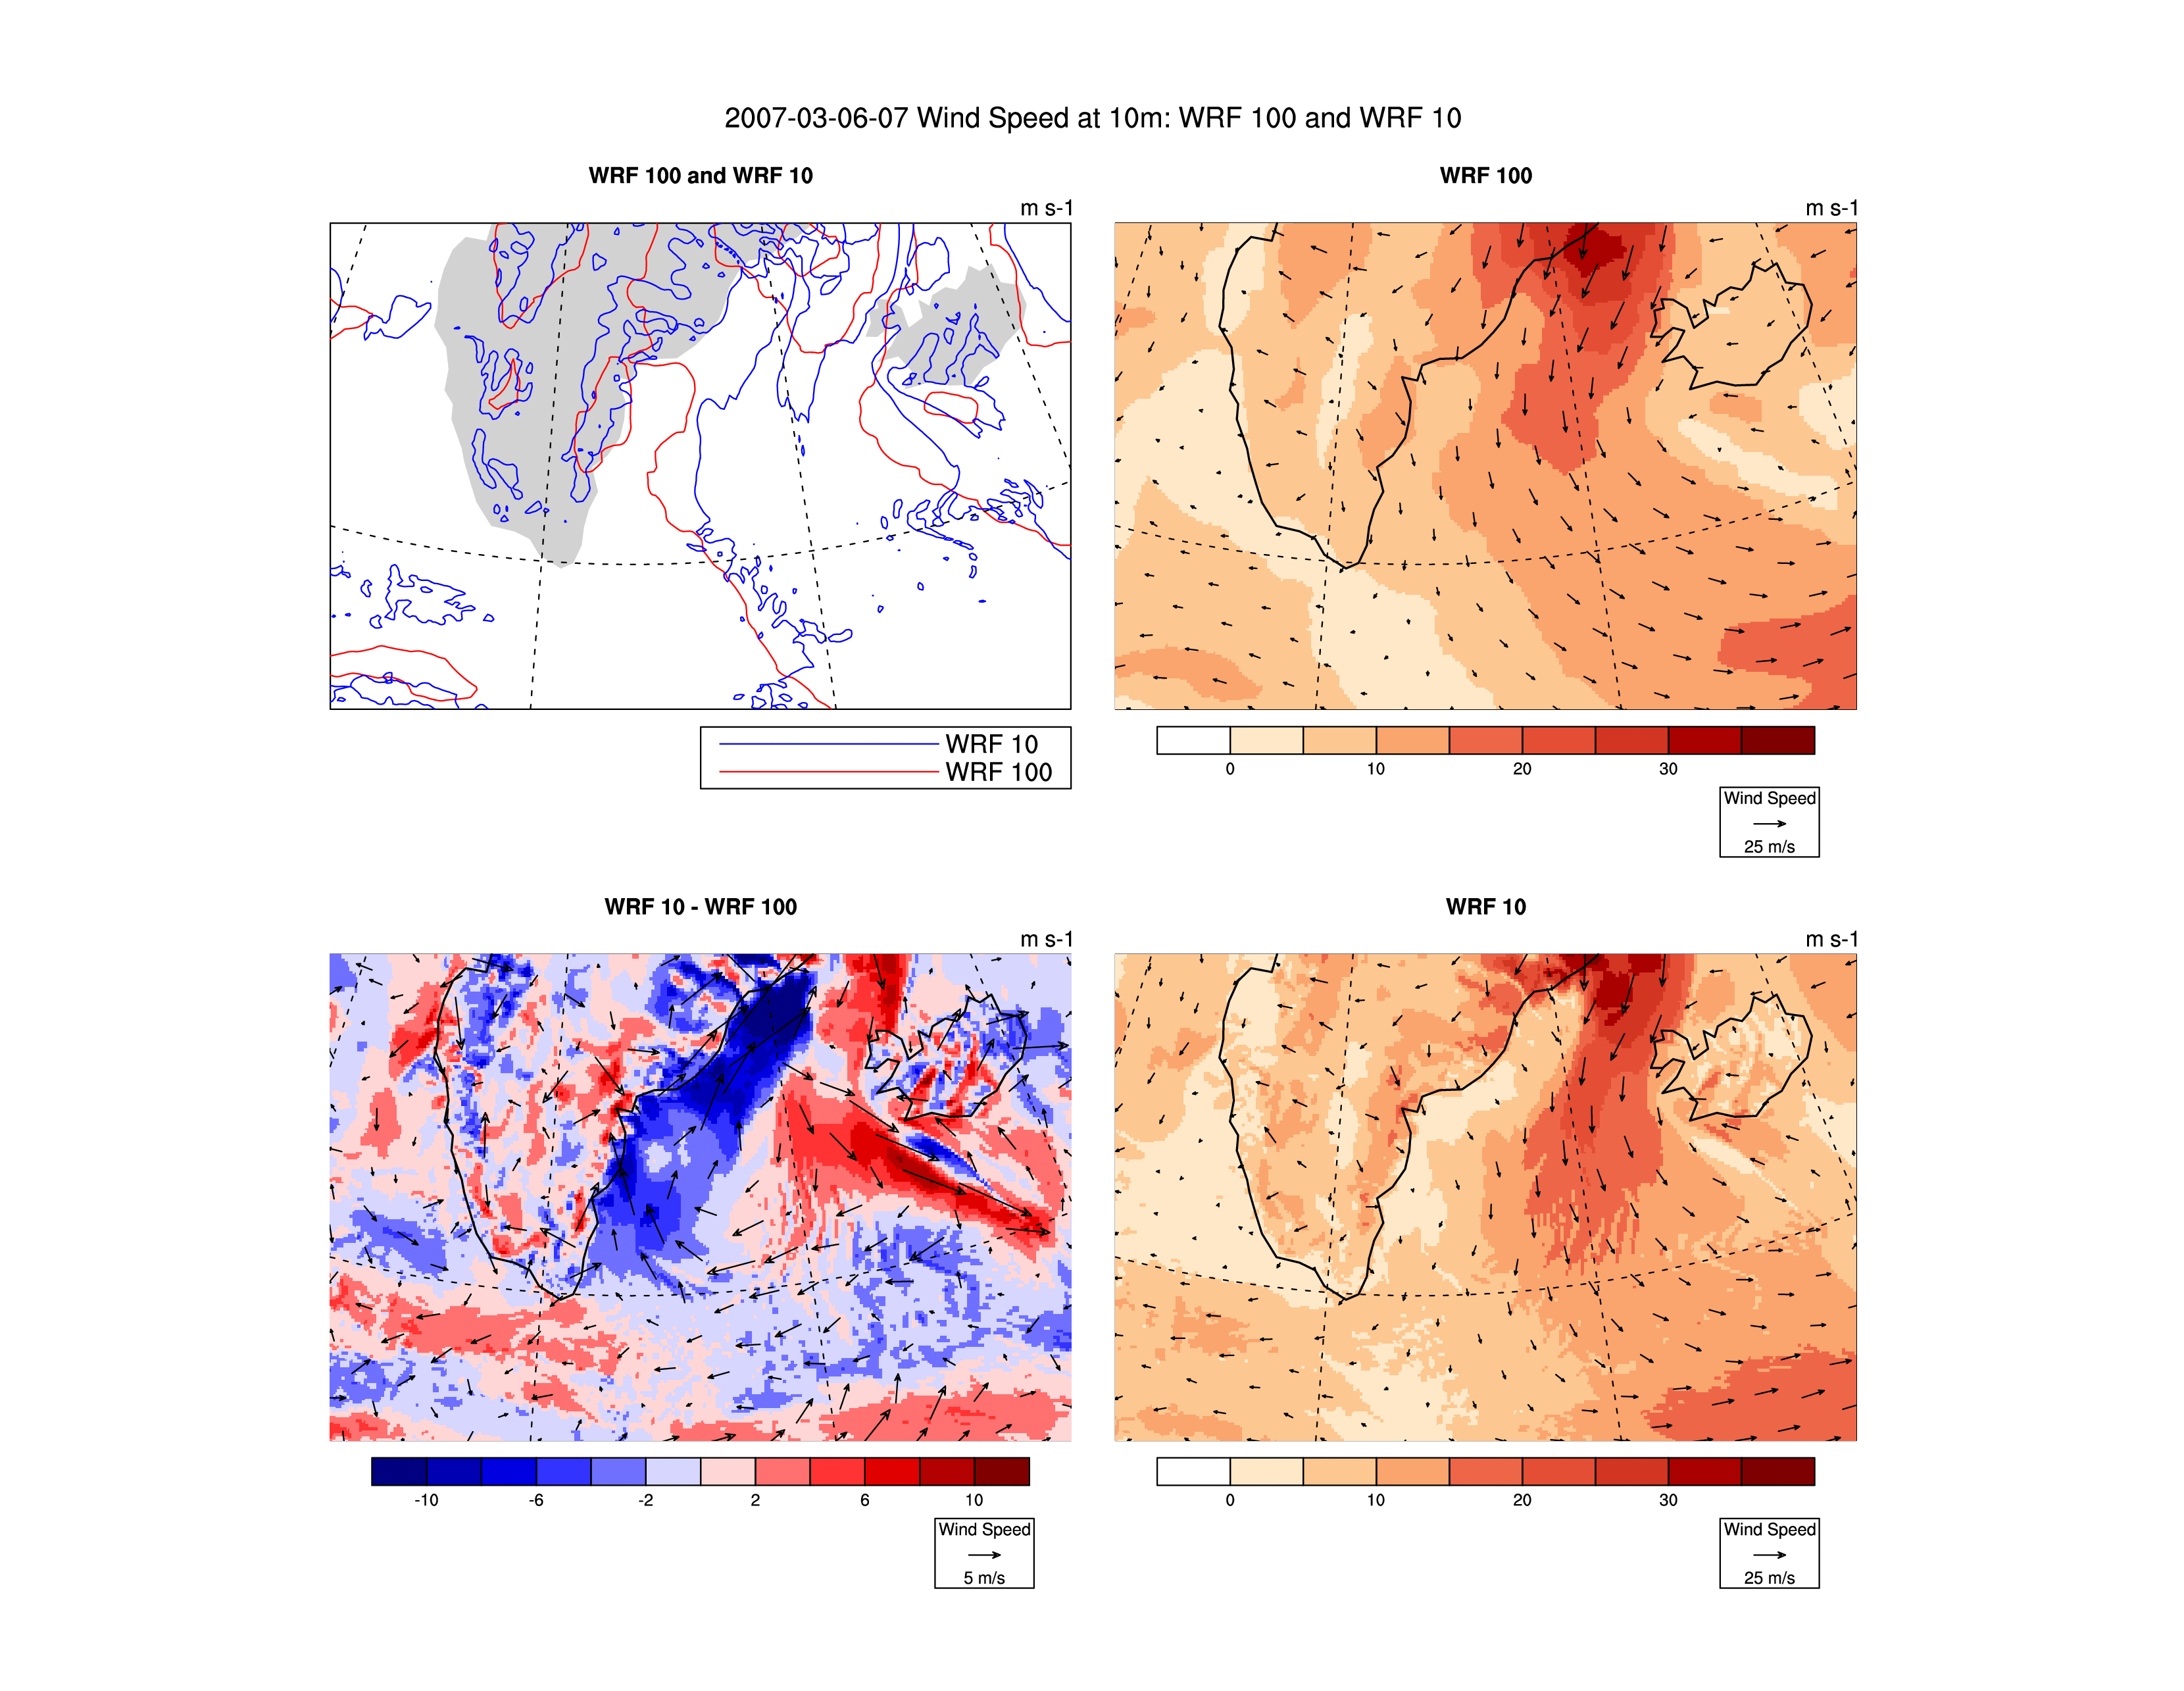 2007-03-06-07 Wind Speed at 10m: WRF 100 and WRF 10
WRF 100 and WRF 10
m s-1
WRF 10
WRF 100
WRF 100
m s-1
0 10 20 30
Wind Speed
25 m/s
WRF 10 - WRF 100
m s-1
-10 -6 -2 2 6 10
Wind Speed
5 m/s
WRF 10
m s-1
0 10 20 30
Wind Speed
25 m/s